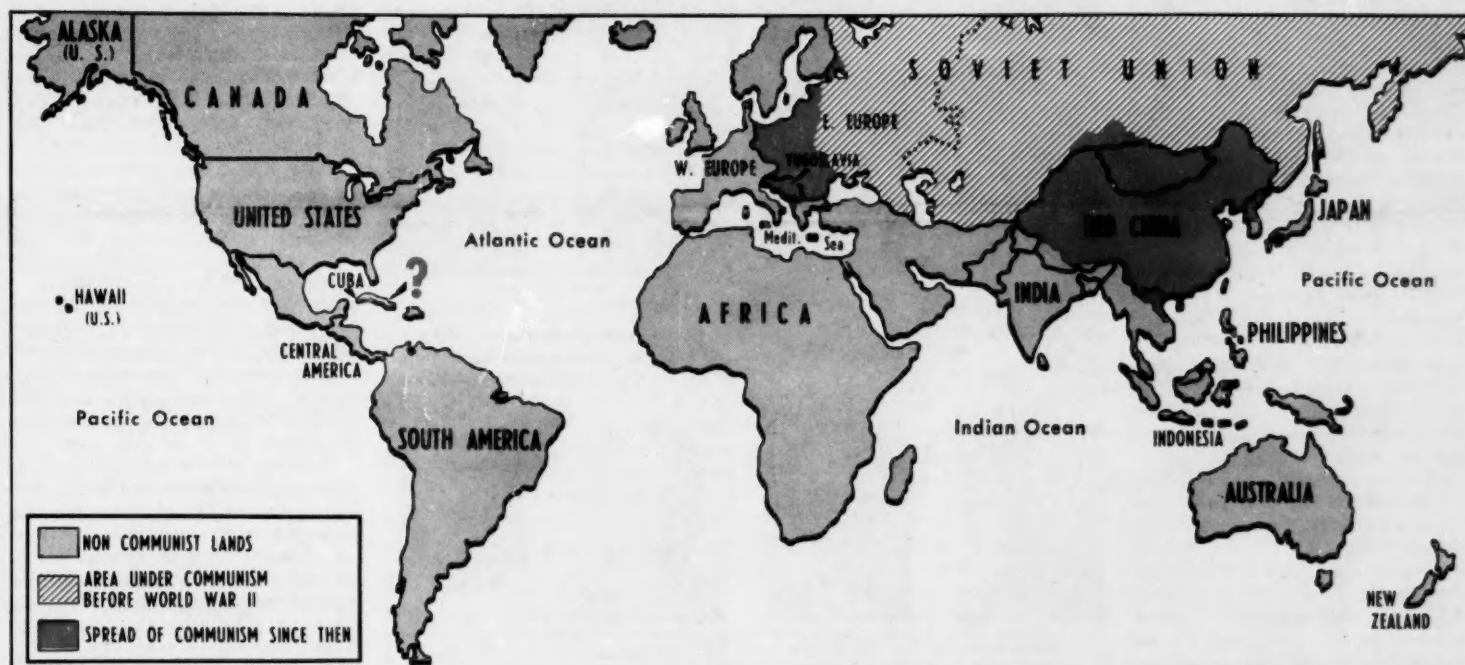 ALASKA
(U. S.)
CANADA
SOVIET UNION
E. EUROPE
W. EUROPE
YUGOSLAVIA
UNITED STATES
Atlantic Ocean
Medit.
Sea
RED CHINA
JAPAN
Pacific Ocean
CUBA
?
HAWAII
(U.S.)
AFRICA
INDIA
PHILIPPINES
CENTRAL
AMERICA
Pacific Ocean
SOUTH AMERICA
Indian Ocean
INDONESIA
AUSTRALIA
NEW
ZEALAND
NON COMMUNIST LANDS
AREA UNDER COMMUNISM
BEFORE WORLD WAR II
SPREAD OF COMMUNISM SINCE THEN